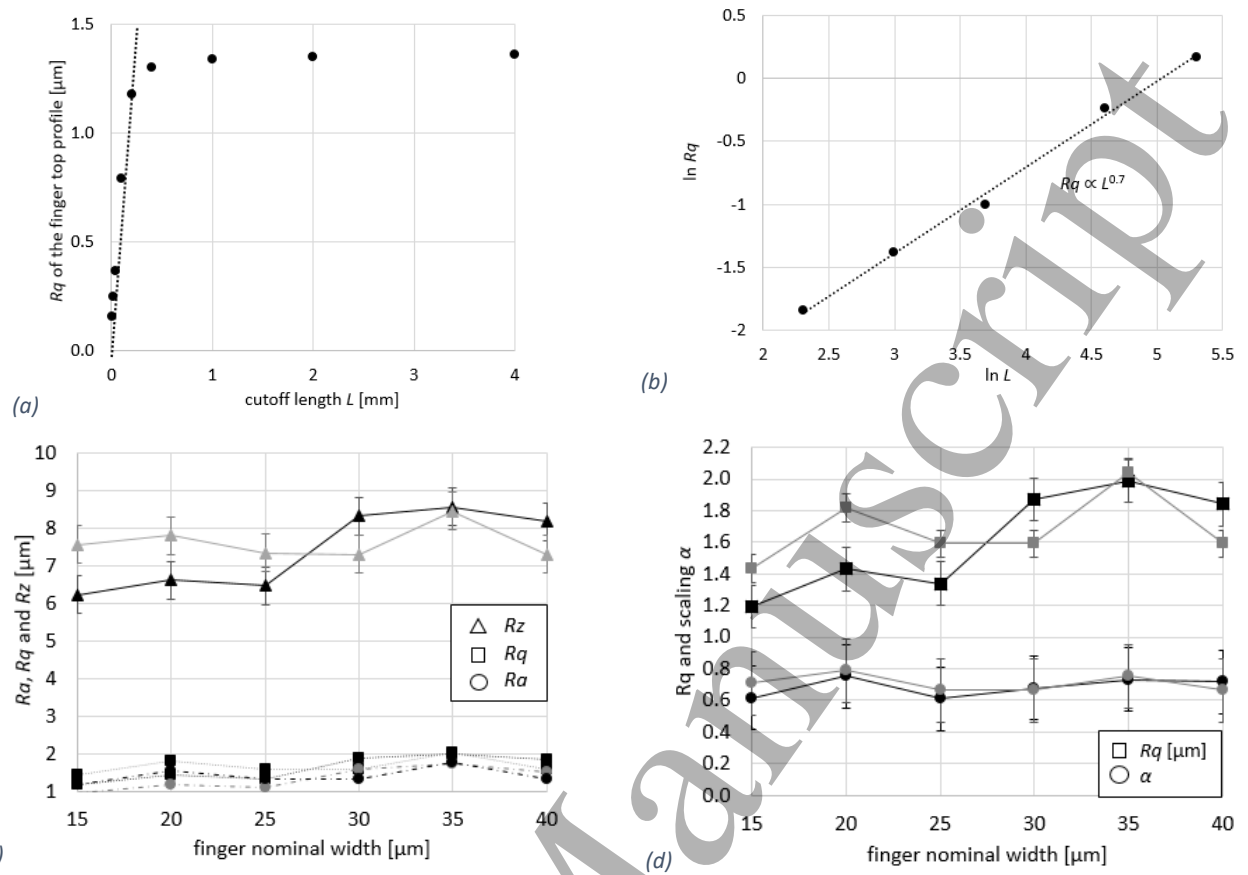 1.5
1.0
0.5
0.0
Rq of the finger top profile [µm]
0 1 2 3 4
cutoff length L [mm]
(a)
0.5
0
-0.5
-1
-1.5
-2
ln Rq
Rq ∝ L^0.7
2 2.5 3 3.5 4 4.5 5 5.5
ln L
(b)
10
9
8
7
6
5
4
3
2
1
Ra, Rq and Rz [µm]
Rz
Rq
Ra
15 20 25 30 35 40
finger nominal width [µm]
)
2.2
2.0
1.8
1.6
1.4
1.2
1.0
0.8
0.6
0.4
0.2
0.0
Rq and scaling α
Rq [µm]
α
15 20 25 30 35 40
finger nominal width [µm]
(d)
Manuscript